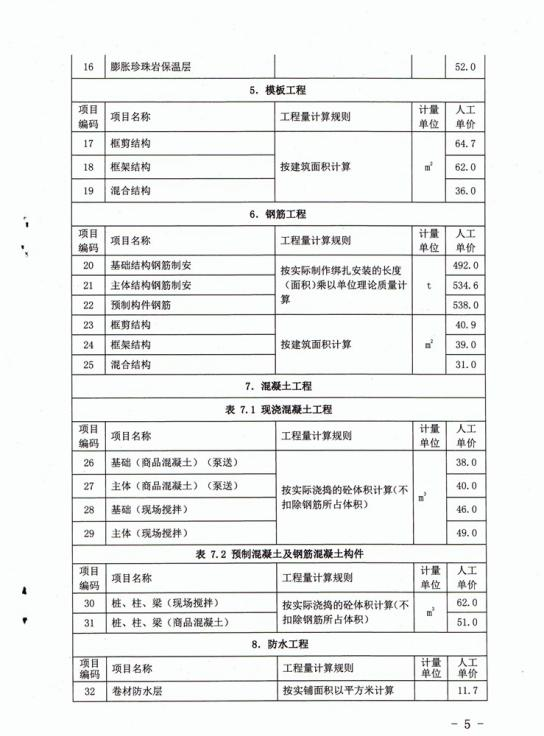 16 膨胀珍珠岩保温层 52.0
5. 模板工程
项目编码 项目名称 工程量计算规则 计量单位 人工单价
17 框剪结构 64.7
18 框架结构 按建筑面积计算 m² 62.0
19 混合结构 36.0
6. 钢筋工程
项目编码 项目名称 工程量计算规则 计量单位 人工单价
20 基础结构钢筋制安 492.0
按实际制作绑扎安装的长度
21 主体结构钢筋制安 (面积)乘以单位理论质量计 t 534.6
算
22 预制构件钢筋 538.0
23 框剪结构 40.9
24 框架结构 按建筑面积计算 m² 39.0
25 混合结构 31.0
7. 混凝土工程
表 7.1 现浇混凝土工程
项目编码 项目名称 工程量计算规则 计量单位 人工单价
26 基础（商品混凝土）（泵送） 38.0
27 主体（商品混凝土）（泵送） 40.0
按实际浇捣的砼体积计算(不 m³
扣除钢筋所占体积)
28 基础（现场搅拌） 46.0
29 主体（现场搅拌） 49.0
表 7.2 预制混凝土及钢筋混凝土构件
项目编码 项目名称 工程量计算规则 计量单位 人工单价
30 桩、柱、梁（现场搅拌） 按实际浇捣的砼体积计算(不 m³ 62.0
31 桩、柱、梁（商品混凝土） 扣除钢筋所占体积) 51.0
8. 防水工程
项目编码 项目名称 工程量计算规则 计量单位 人工单价
32 卷材防水层 按实铺面积以平方米计算 11.7
- 5 -